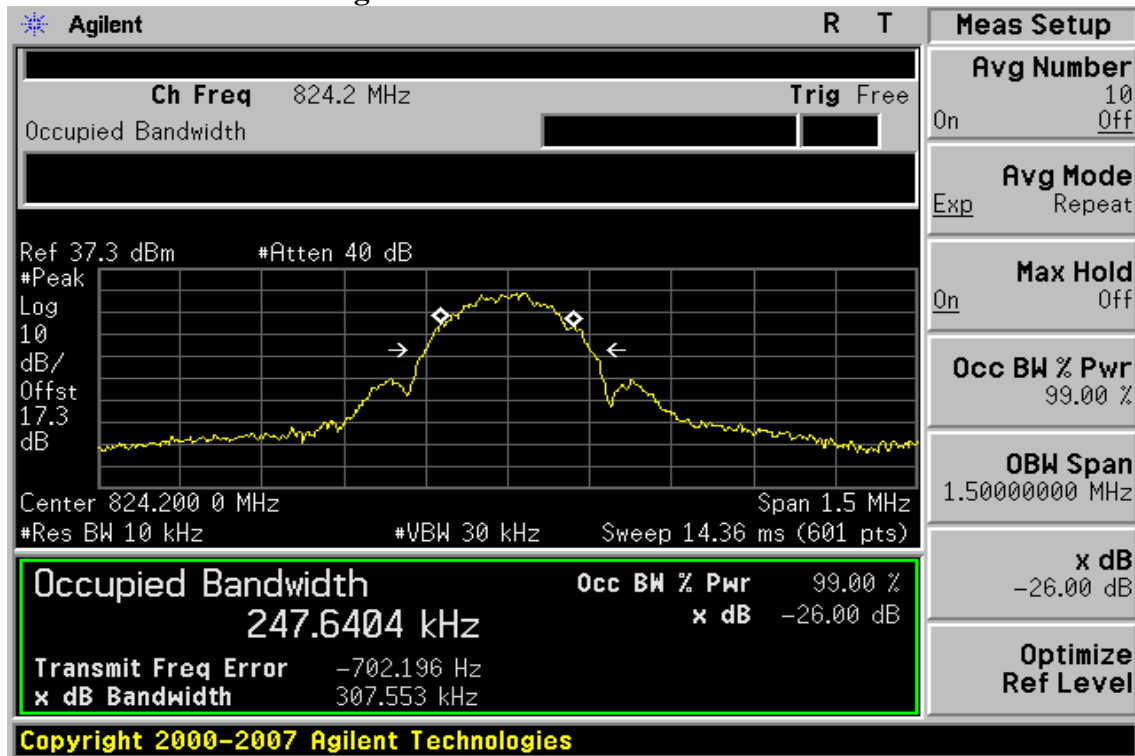 Agilent R T Meas Setup
Ch Freq 824.2 MHz Trig Free
Occupied Bandwidth
Avg Number
10
On Off
Avg Mode
Exp Repeat
Max Hold
On Off
Occ BW % Pwr
99.00 %
OBW Span
1.50000000 MHz
x dB
-26.00 dB
Optimize
Ref Level
Ref 37.3 dBm #Atten 40 dB
#Peak
Log
10
dB/
Offst
17.3
dB
Center 824.200 0 MHz Span 1.5 MHz
#Res BW 10 kHz #VBW 30 kHz Sweep 14.36 ms (601 pts)
Occupied Bandwidth Occ BW % Pwr 99.00 %
247.6404 kHz x dB -26.00 dB
Transmit Freq Error -702.196 Hz
x dB Bandwidth 307.553 kHz
Copyright 2000-2007 Agilent Technologies